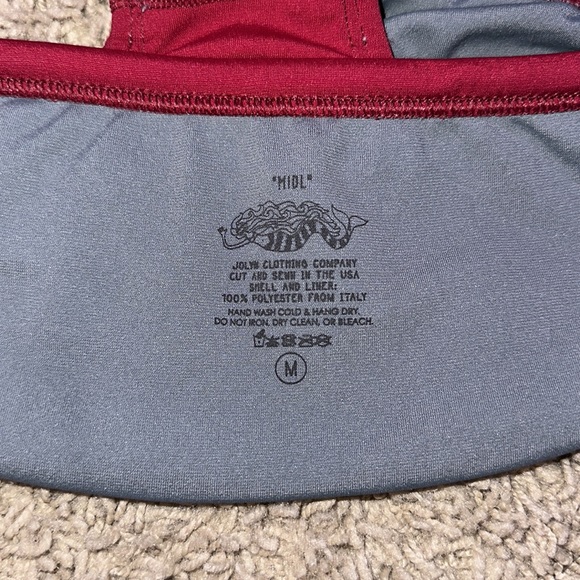 "MIDL"
JOLYN CLOTHING COMPANY
CUT AND SEWN IN THE USA
SHELL AND LINER:
100% POLYESTER FROM ITALY
HAND WASH COLD & HANG DRY.
DO NOT IRON, DRY CLEAN, OR BLEACH.
M